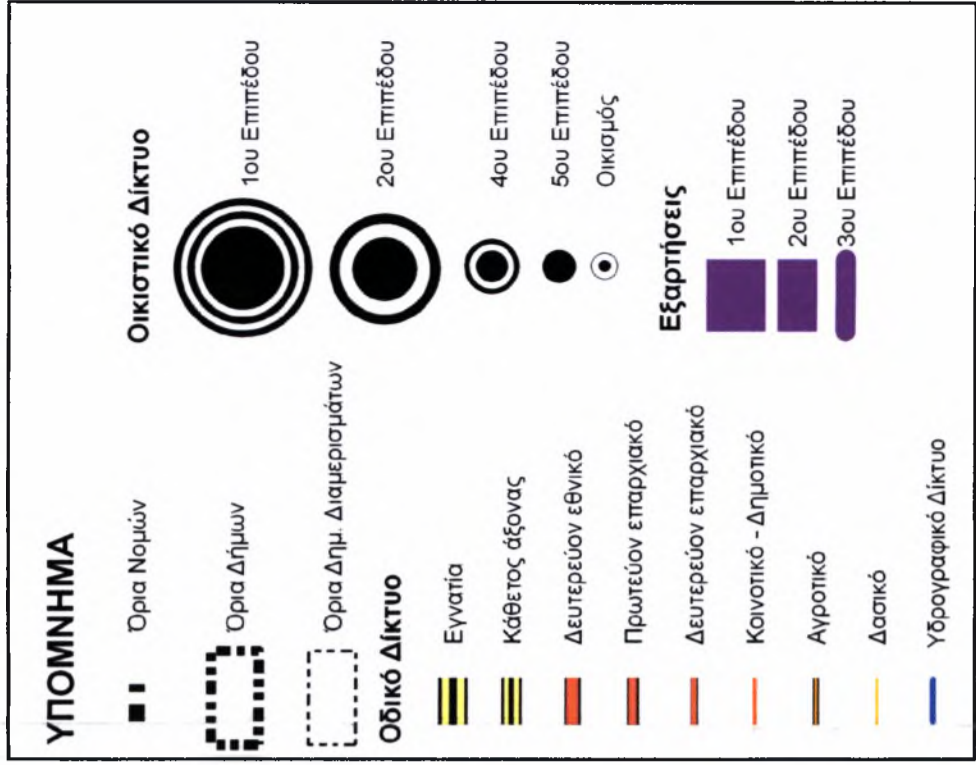 ΥΠΟΜΝΗΜΑ
Όρια Νομών
Όρια Δήμων
Όρια Δημ. Διαμερισμάτων
Οδικό Δίκτυο
Εγνατία
Κάθετος άξονας
Δευτερεύον εθνικό
Πρωτεύον επαρχιακό
Δευτερεύον επαρχιακό
Κοινοτικό - Δημοτικό
Αγροτικό
Δασικό
Υδρογραφικό Δίκτυο
Οικιστικό Δίκτυο
1ου Επιπέδου
2ου Επιπέδου
4ου Επιπέδου
5ου Επιπέδου
Οικισμός
Εξαρτήσεις
1ου Επιπέδου
2ου Επιπέδου
3ου Επιπέδου